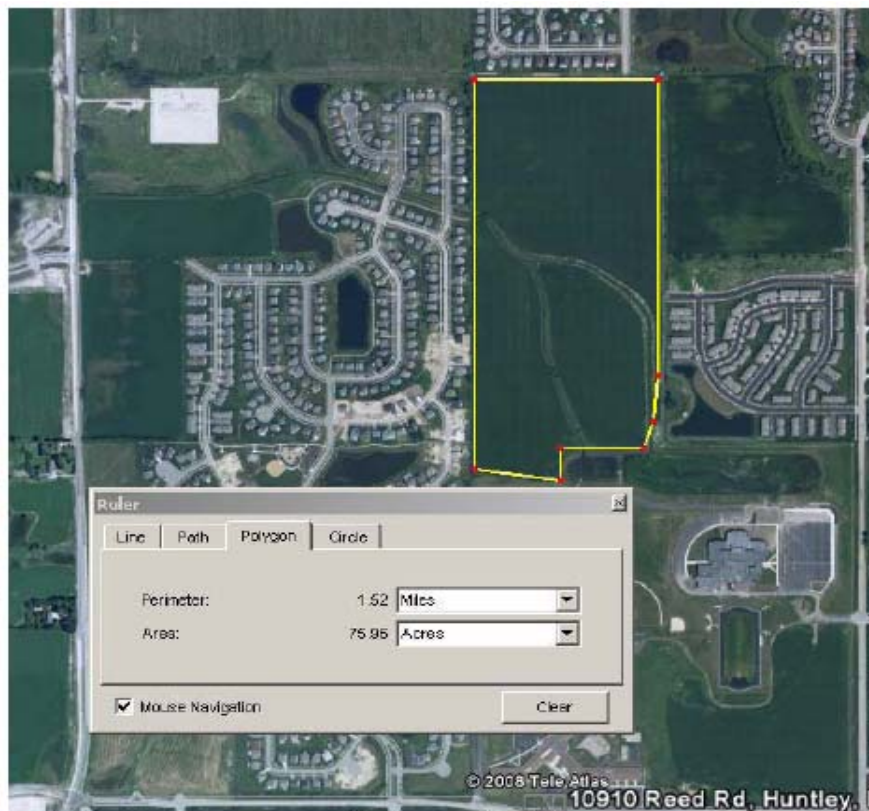 Ruler
Line Path Polygon Circle
Perimeter: 1.52 Miles
Area: 75.96 Acres
Mouse Navigation Clear
© 2008 Tele Atlas
10910 Reed Rd, Huntley,